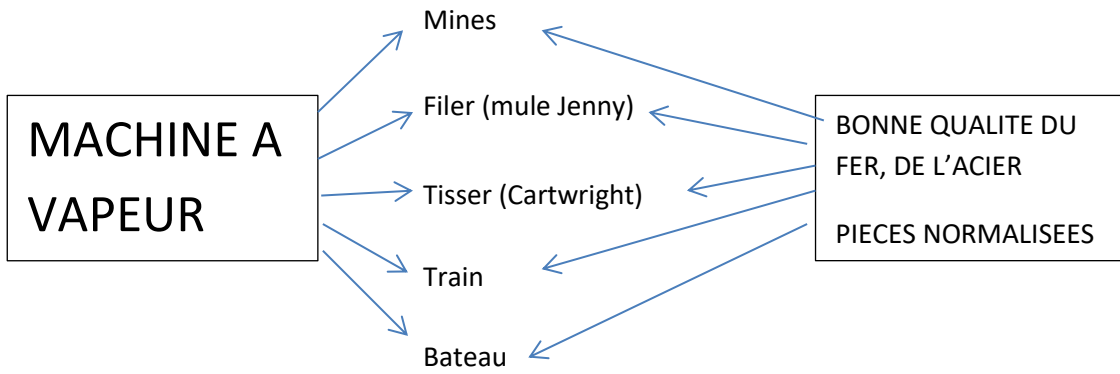 MACHINE A
VAPEUR
Mines
Filer (mule Jenny)
Tisser (Cartwright)
Train
Bateau
BONNE QUALITE DU
FER, DE L’ACIER
PIECES NORMALISEES